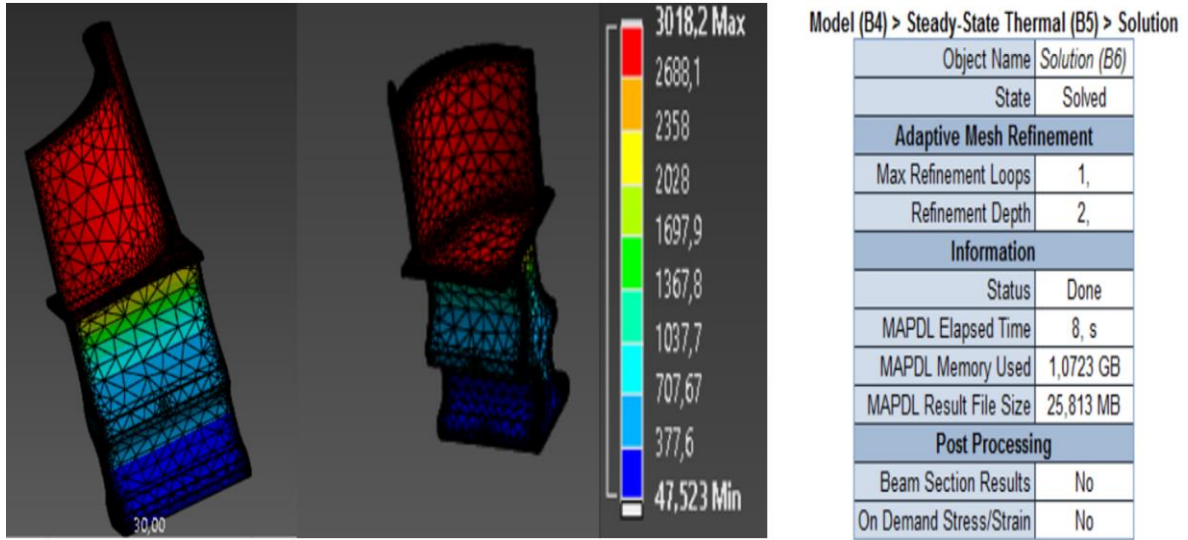 30,00
3018,2 Max
2688,1
2358
2028
1697,9
1367,8
1037,7
707,67
377,6
47,523 Min
Model (B4) > Steady-State Thermal (B5) > Solution
Object Name Solution (B6)
State Solved
Adaptive Mesh Refinement
Max Refinement Loops 1,
Refinement Depth 2,
Information
Status Done
MAPDL Elapsed Time 8, s
MAPDL Memory Used 1,0723 GB
MAPDL Result File Size 25,813 MB
Post Processing
Beam Section Results No
On Demand Stress/Strain No